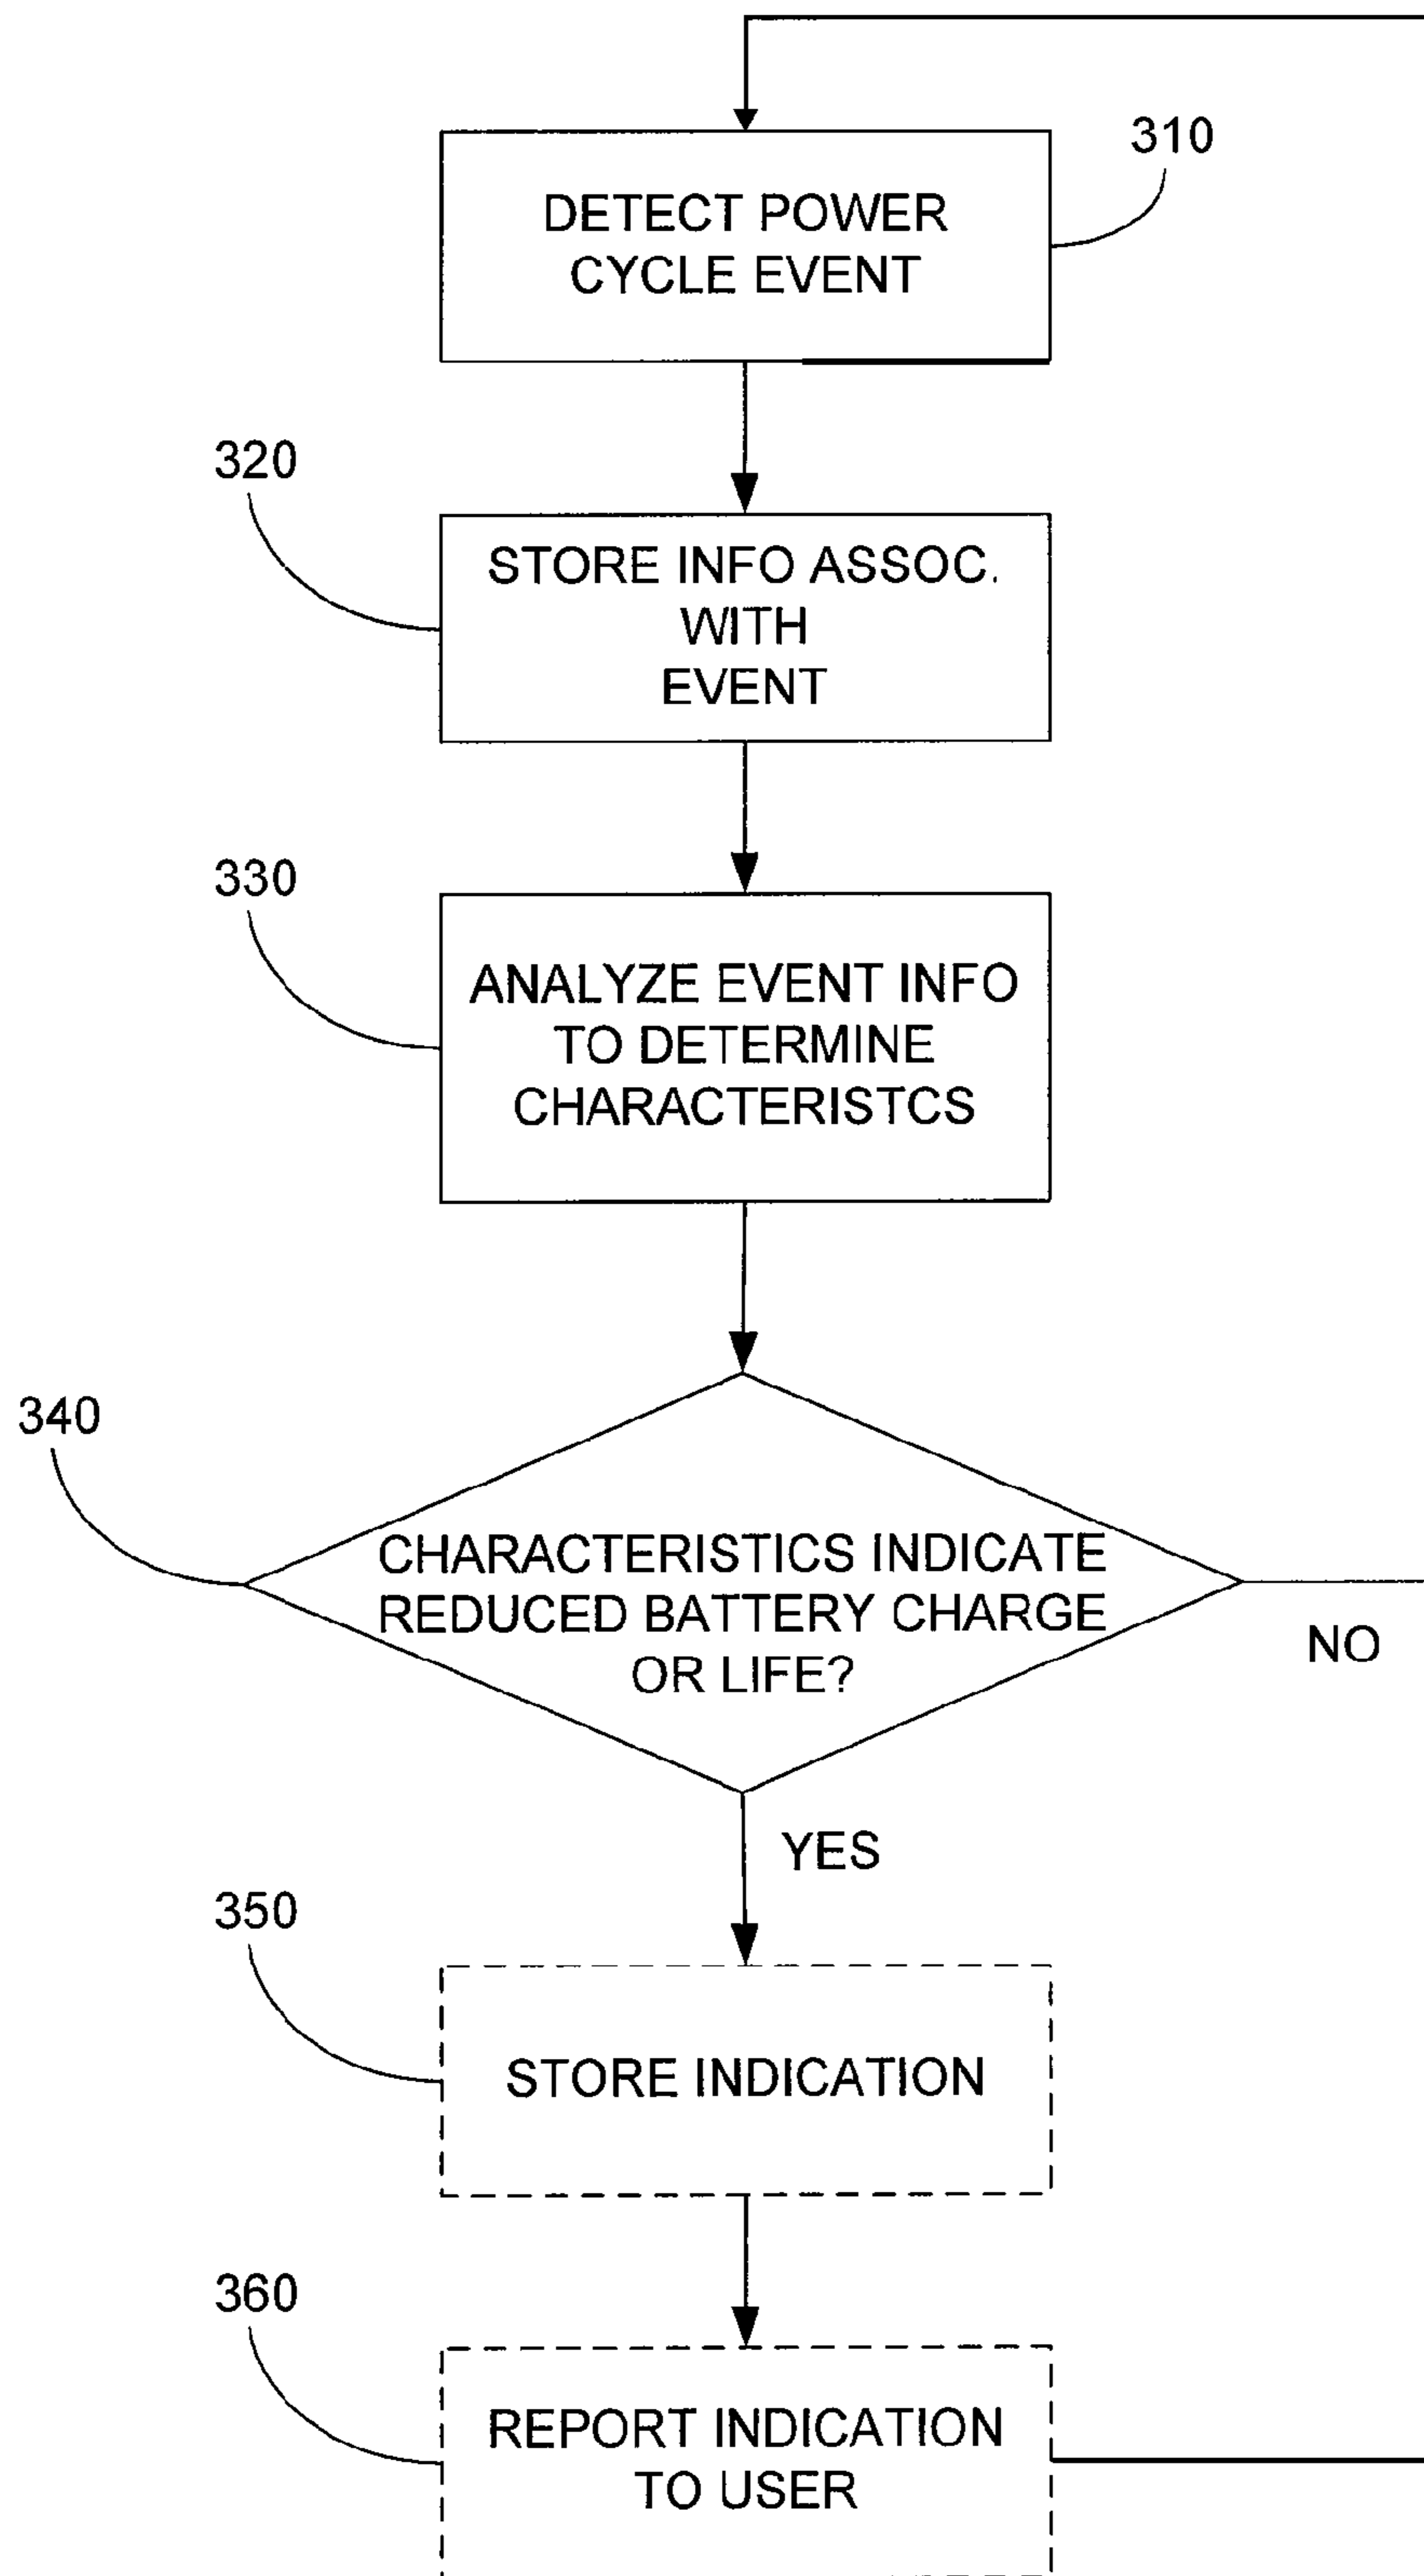 310
DETECT POWER
CYCLE EVENT
320
STORE INFO ASSOC.
WITH
EVENT
330
ANALYZE EVENT INFO
TO DETERMINE
CHARACTERISTCS
340
CHARACTERISTICS INDICATE
REDUCED BATTERY CHARGE
OR LIFE?
NO
YES
350
STORE INDICATION
360
REPORT INDICATION
TO USER